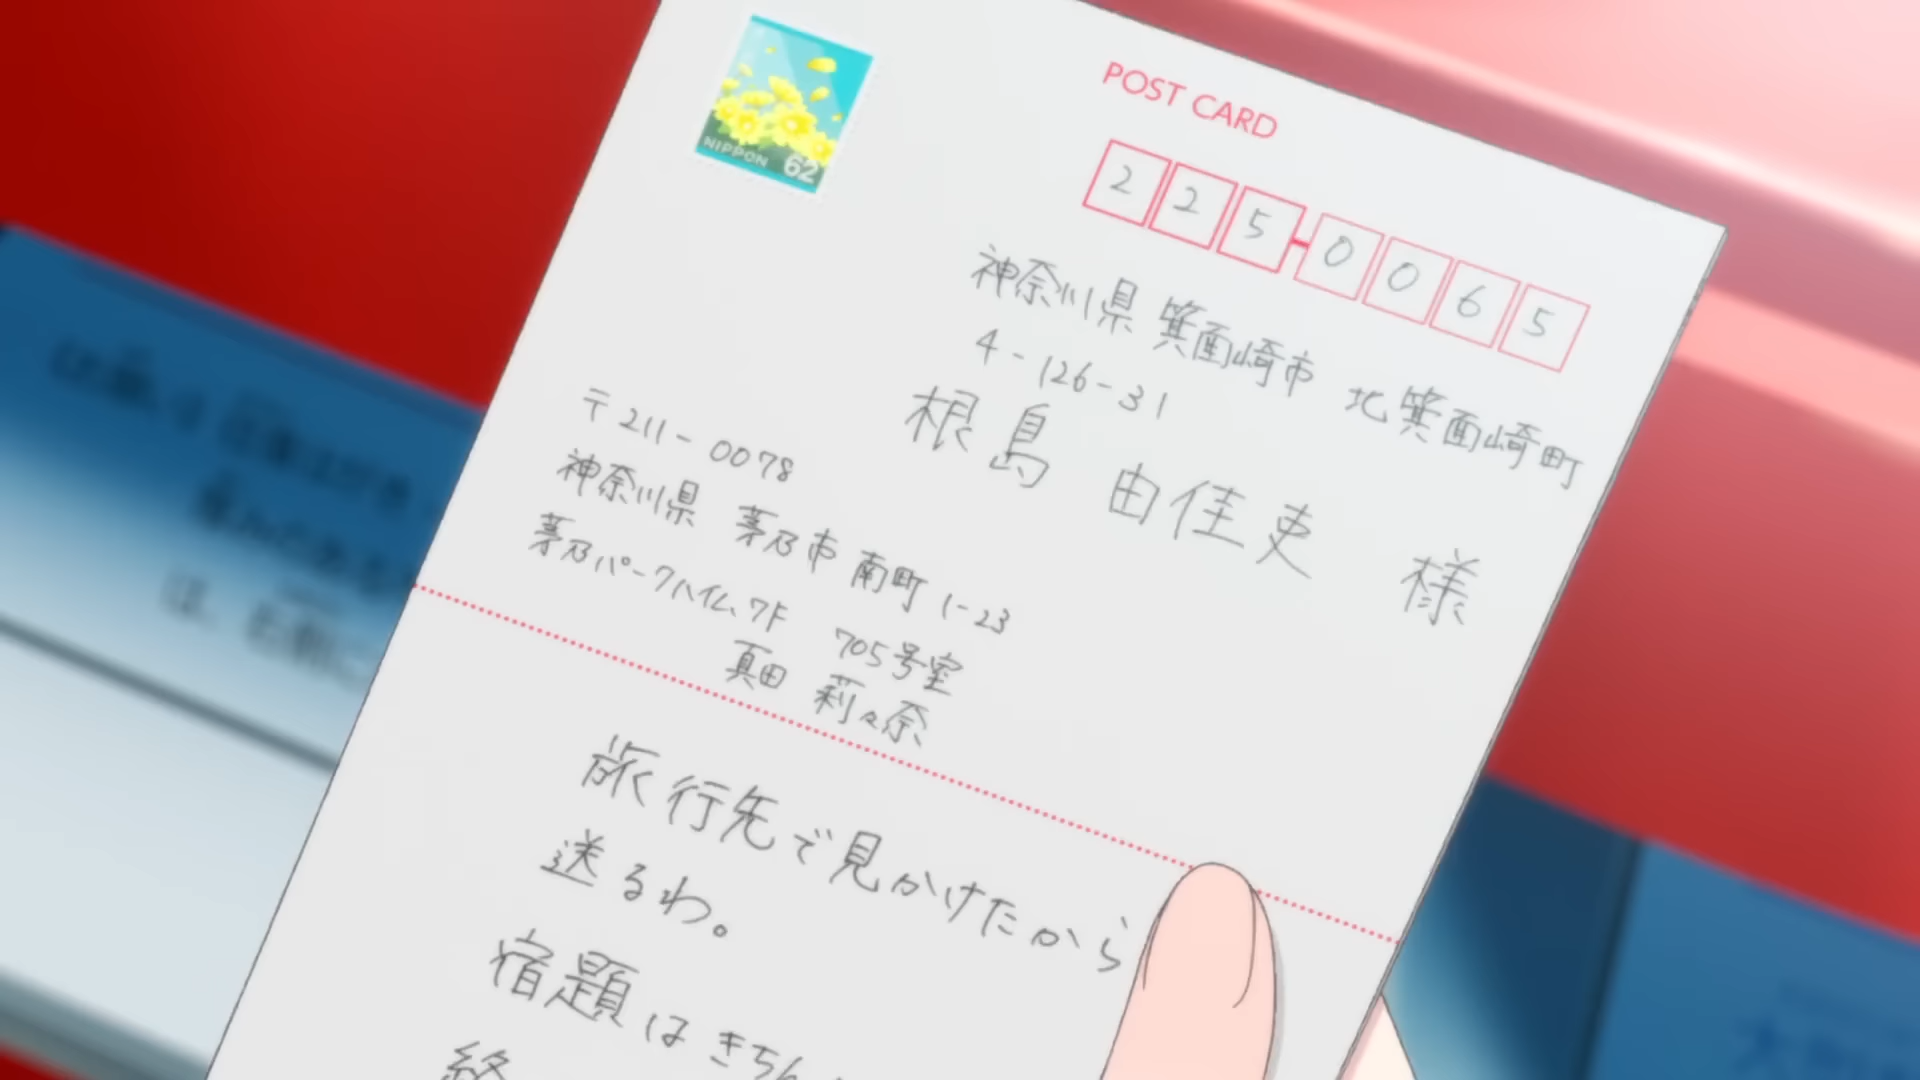 NIPPON
62
POST CARD
225-0065
神奈川県 箕面崎市 北箕面崎町
4-126-31
根島 由佳吏 様
〒211-0078
神奈川県 茅乃市 南町 1-23
茅乃パークハイム7F 705号室
真田 莉々奈
旅行先で見かけたから
送るわ。
宿題はきちん
終